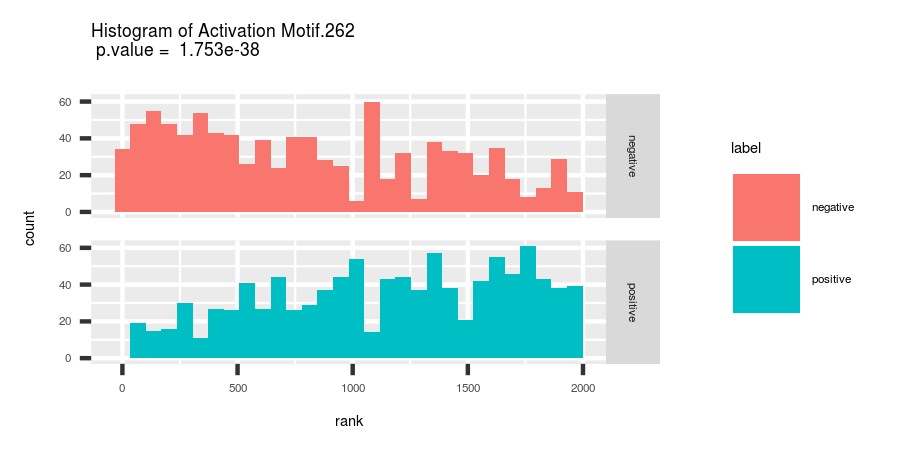 Histogram of Activation Motif.262
p.value = 1.753e-38
count
60
40
20
0
negative
60
40
20
0
positive
0
500
1000
1500
2000
rank
label
negative
positive